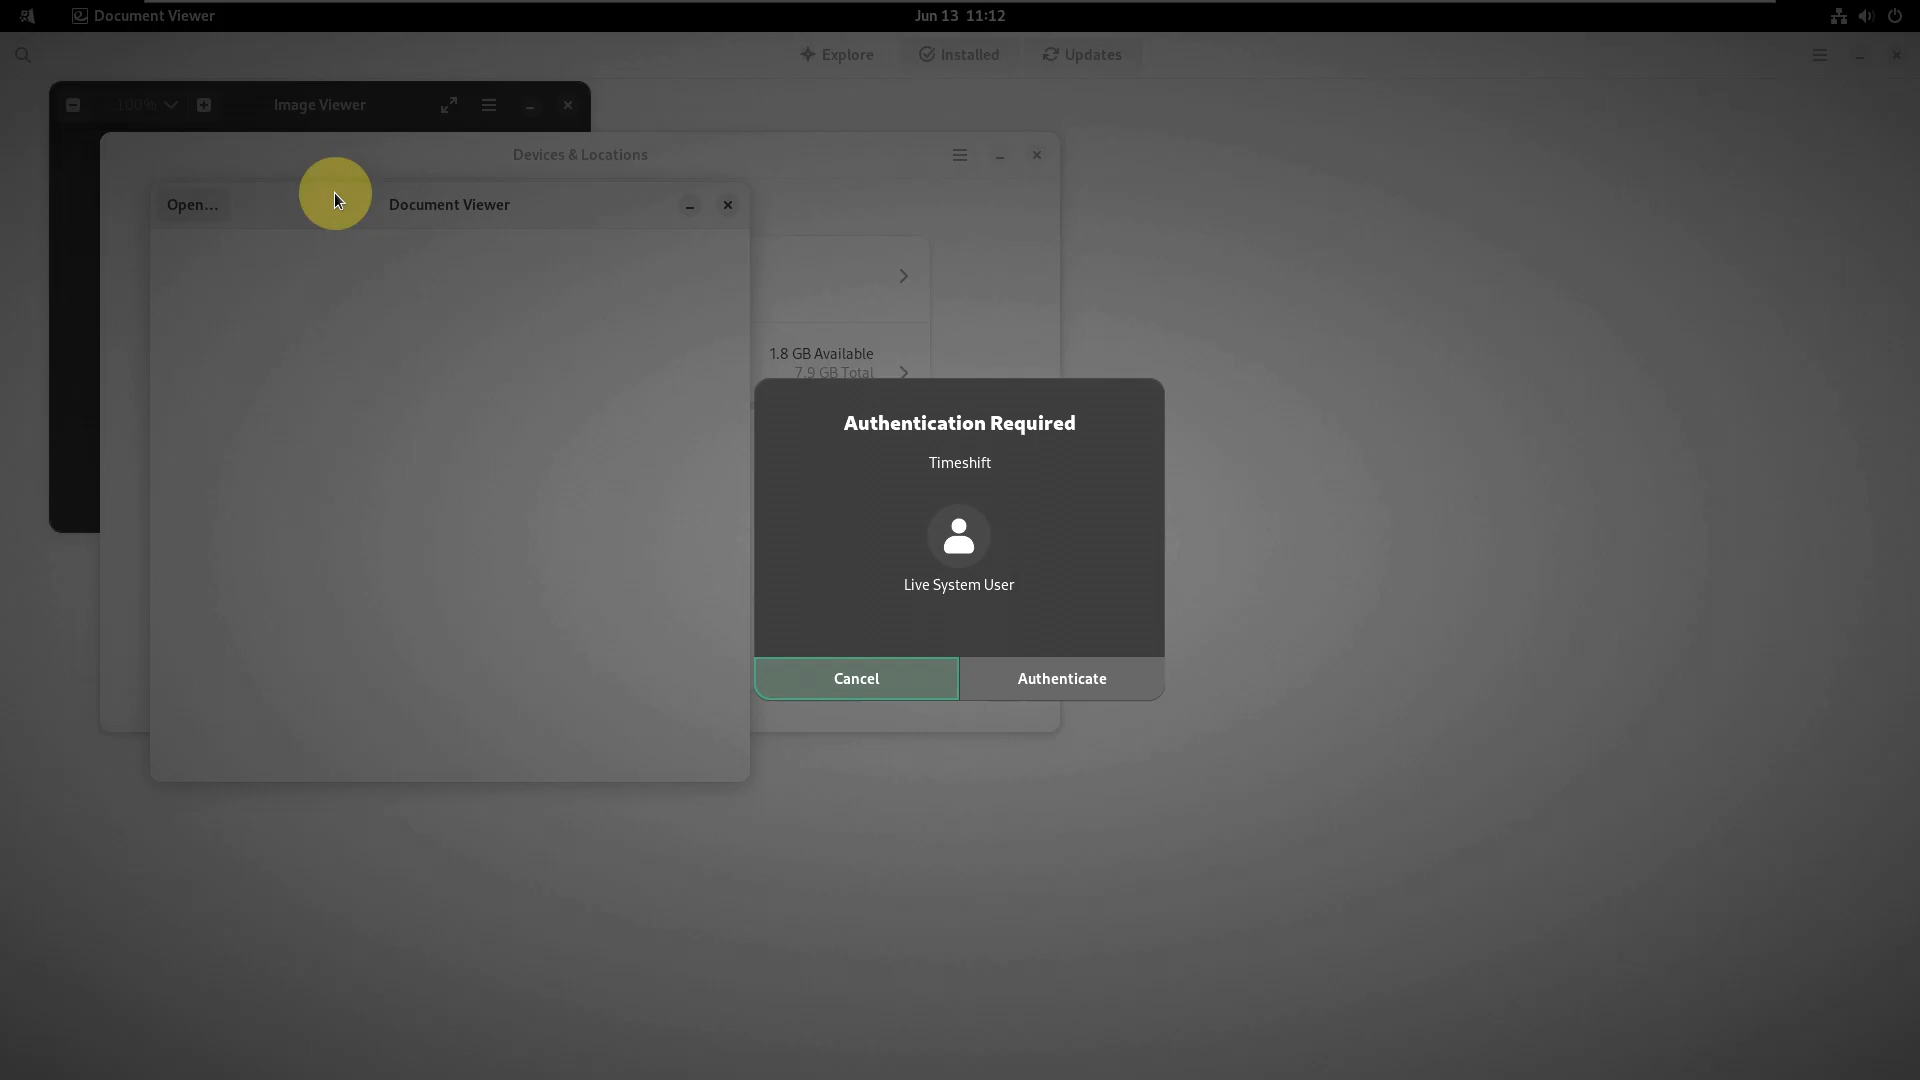 Document Viewer
Jun 13 11:12
Explore
Installed
Updates
100%
Image Viewer
Devices & Locations
Open...
Document Viewer
1.8 GB Available
7.9 GB Total
Authentication Required
Timeshift
Live System User
Cancel
Authenticate